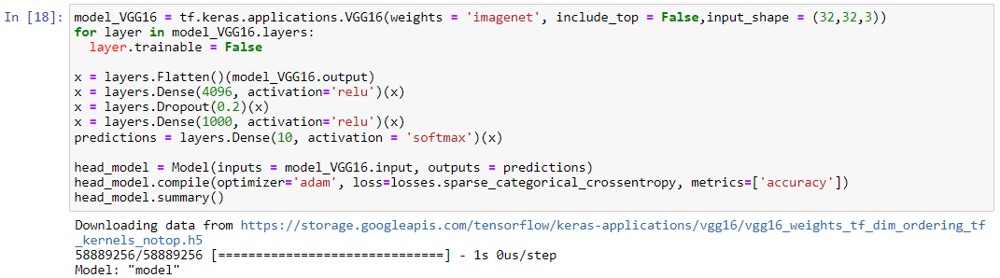 In [18]: model_VGG16 = tf.keras.applications.VGG16(weights = 'imagenet', include_top = False,input_shape = (32,32,3))
for layer in model_VGG16.layers:
  layer.trainable = False
x = layers.Flatten()(model_VGG16.output)
x = layers.Dense(4096, activation='relu')(x)
x = layers.Dropout(0.2)(x)
x = layers.Dense(1000, activation='relu')(x)
predictions = layers.Dense(10, activation = 'softmax')(x)
head_model = Model(inputs = model_VGG16.input, outputs = predictions)
head_model.compile(optimizer='adam', loss=losses.sparse_categorical_crossentropy, metrics=['accuracy'])
head_model.summary()
Downloading data from https://storage.googleapis.com/tensorflow/keras-applications/vgg16/vgg16_weights_tf_dim_ordering_tf
_kernels_notop.h5
58889256/58889256 [==============================] - 1s 0us/step
Model: "model"